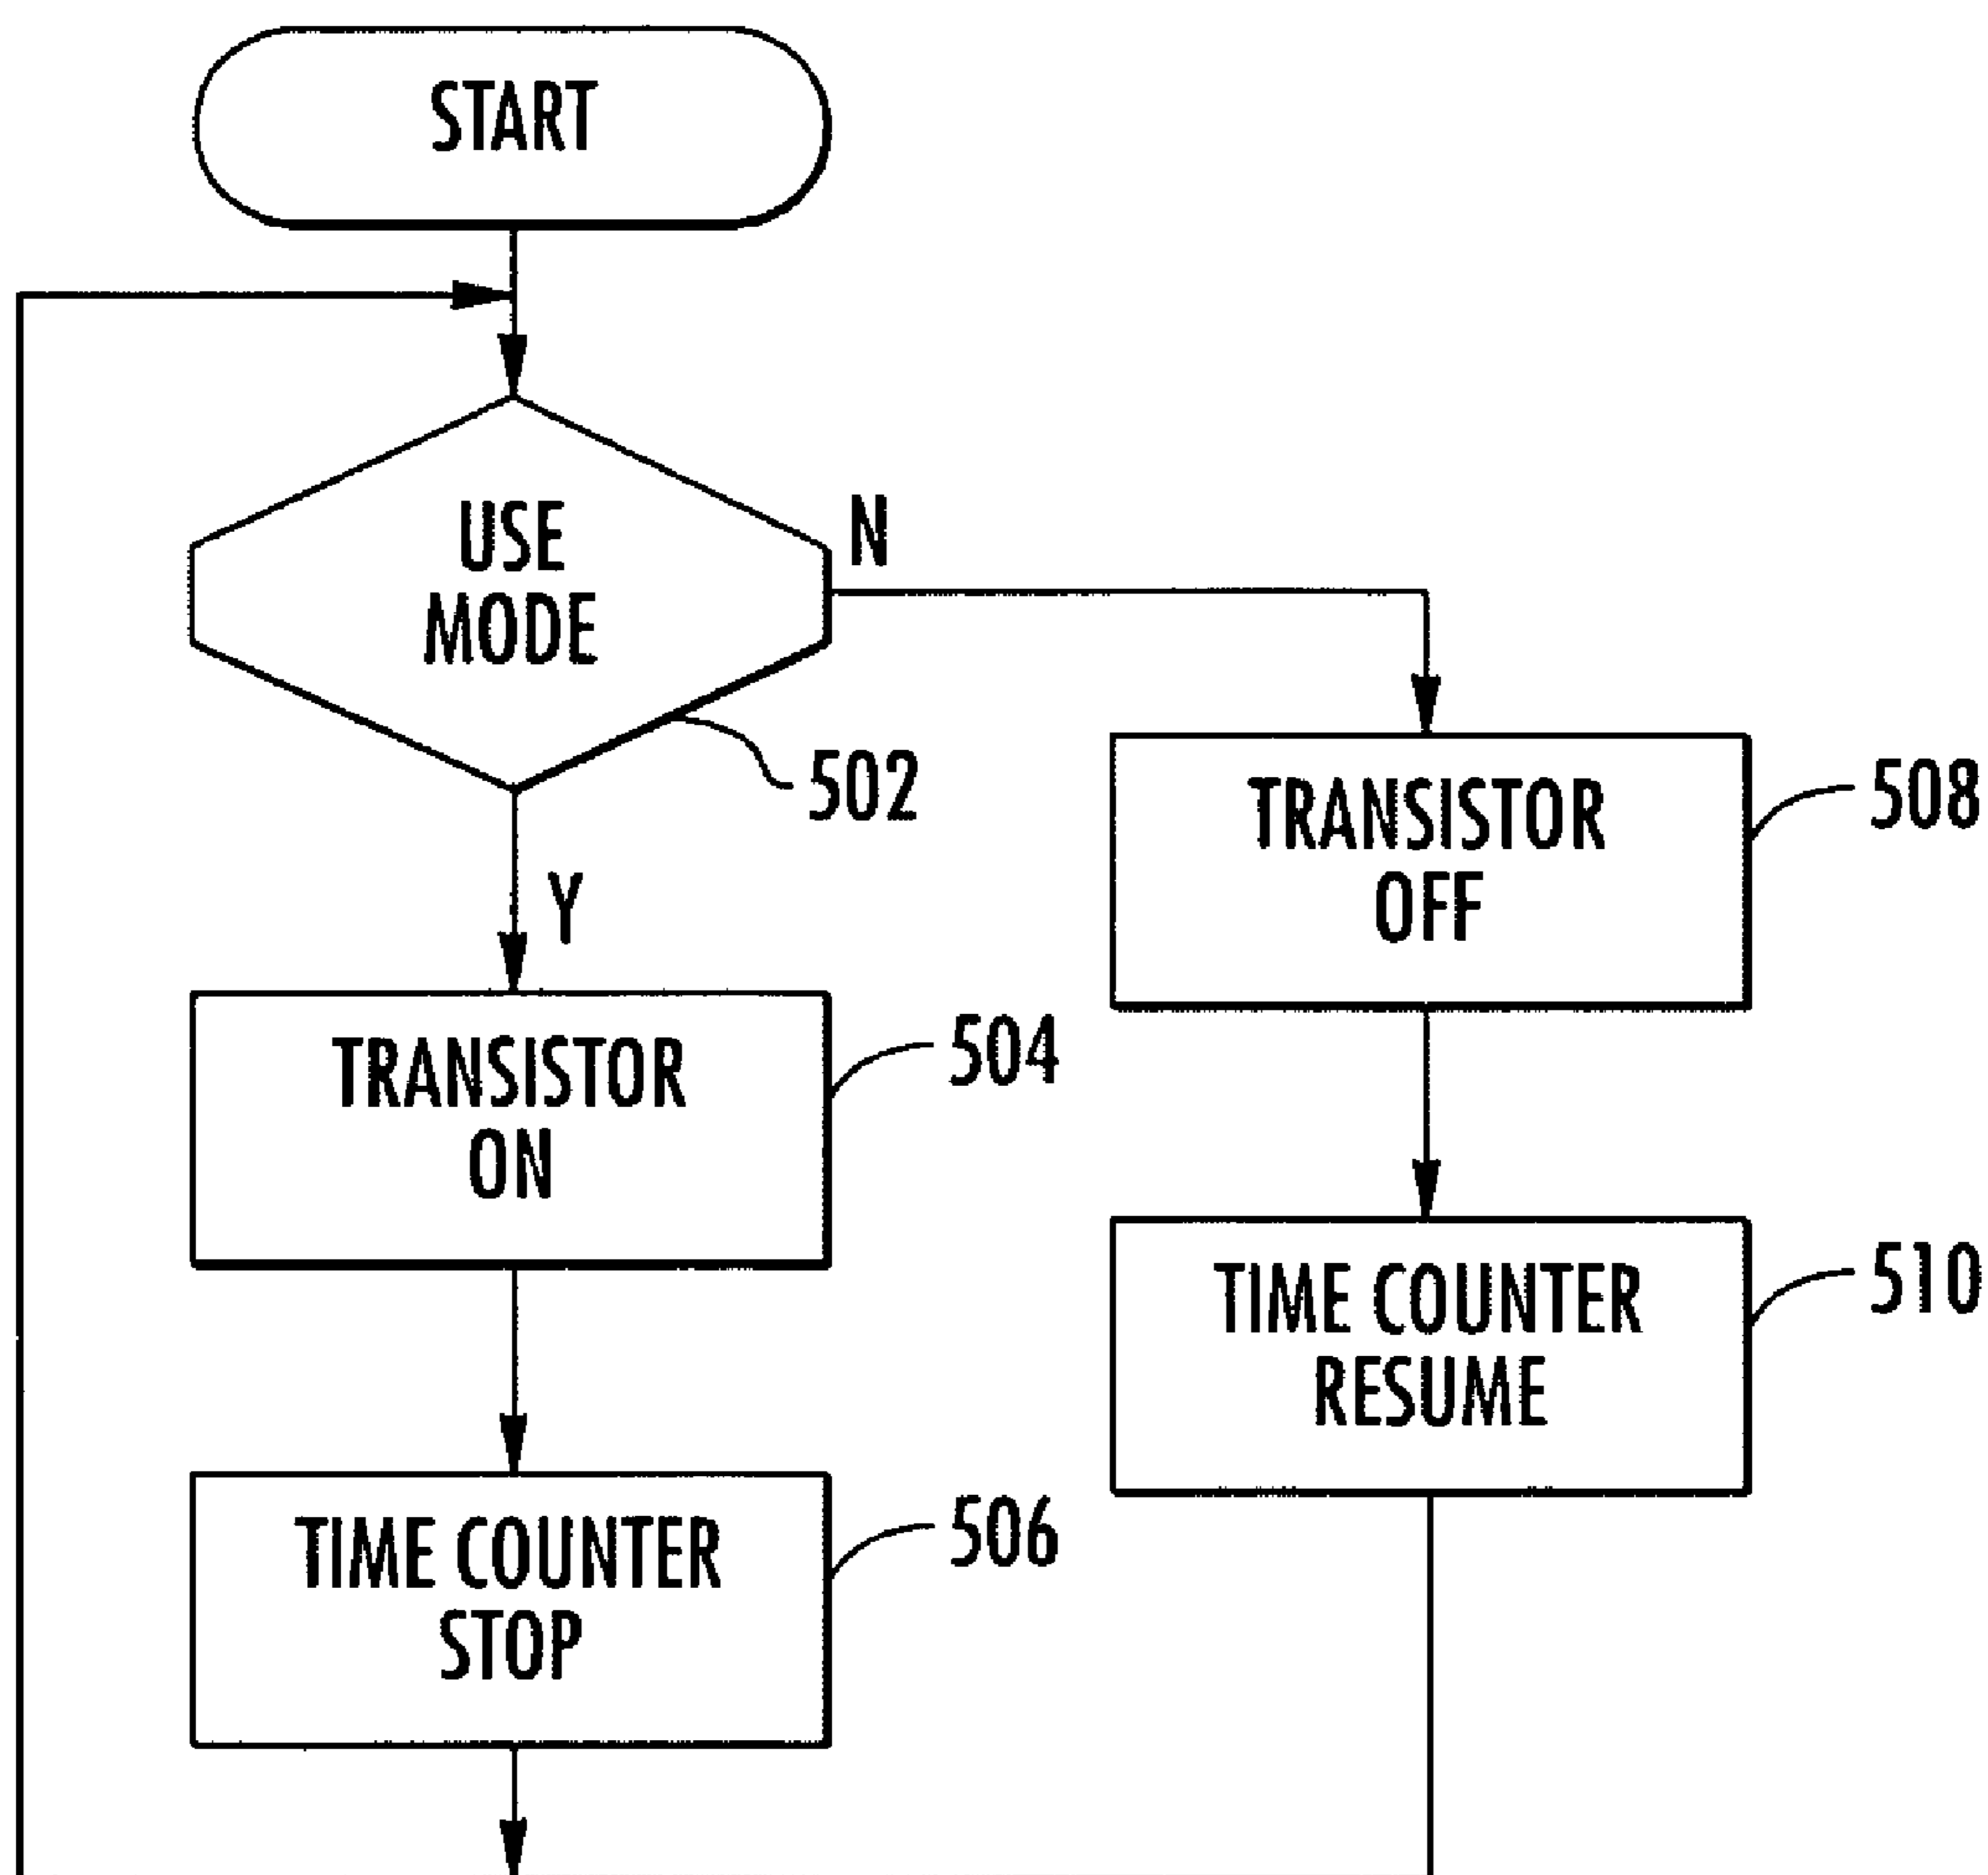 START
USE
MODE
N
502
Y
TRANSISTOR
ON
504
TIME COUNTER
STOP
506
TRANSISTOR
OFF
508
TIME COUNTER
RESUME
510